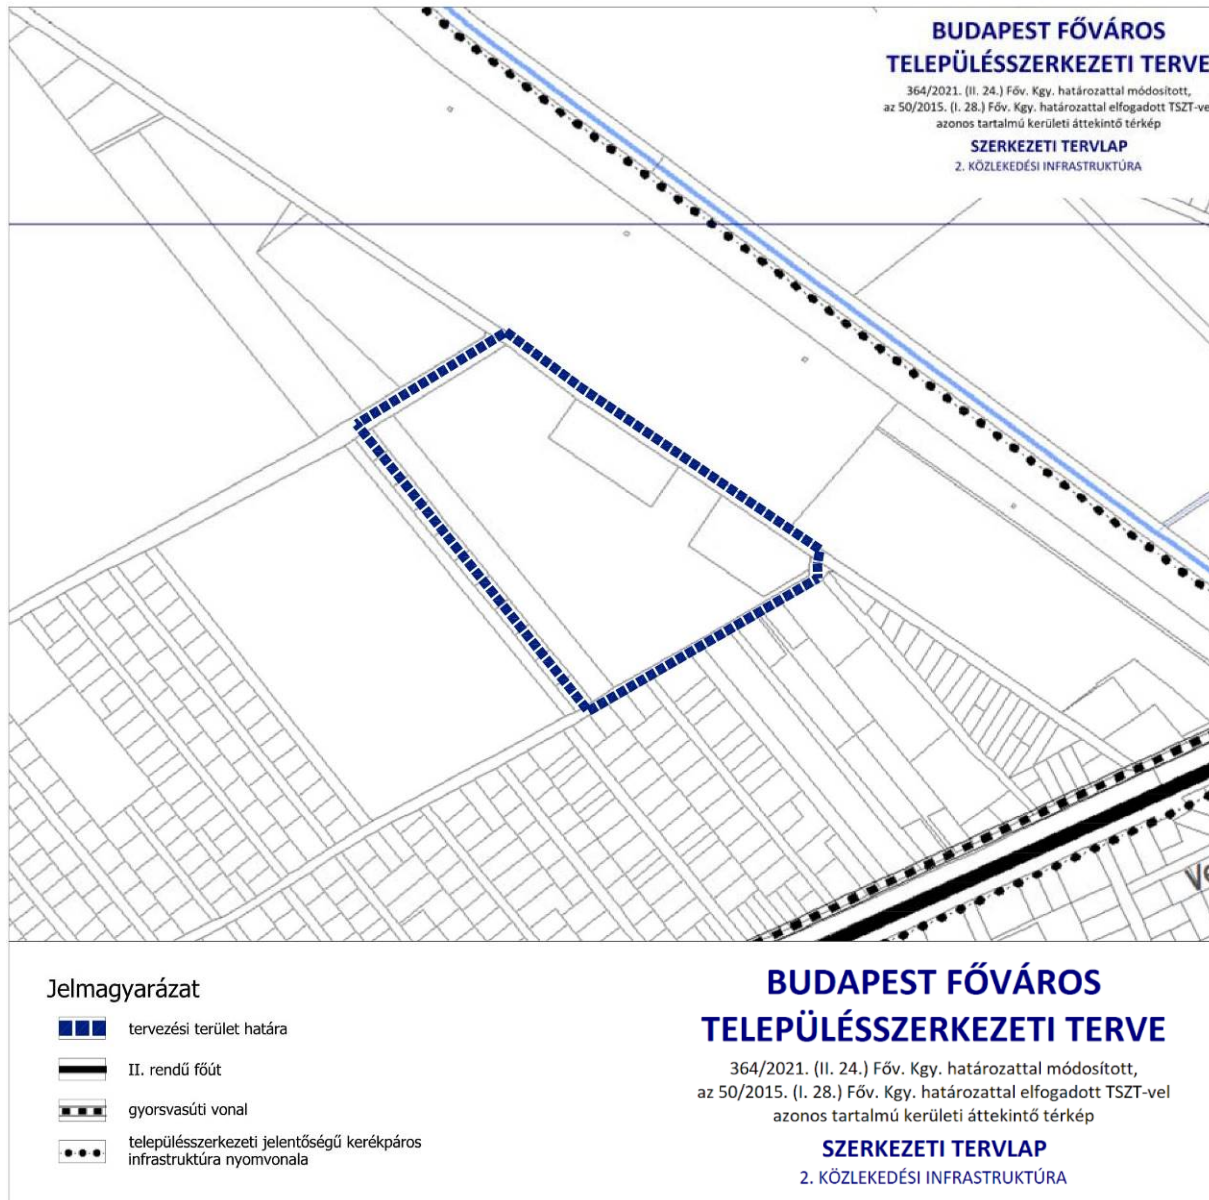 BUDAPEST FŐVÁROS
TELEPÜLÉSSZERKEZETI TERVE
364/2021. (II. 24.) Főv. Kgy. határozattal módosított,
az 50/2015. (I. 28.) Főv. Kgy. határozattal elfogadott TSZT-ve
azonos tartalmú kerületi áttekintő térkép
SZERKEZETI TERVLAP
2. KÖZLEKEDÉSI INFRASTRUKTÚRA
Jelmagyarázat
tervezési terület határa
II. rendű főút
gyorsvasúti vonal
településszerkezeti jelentőségű kerékpáros
infrastruktúra nyomvonala
BUDAPEST FŐVÁROS
TELEPÜLÉSSZERKEZETI TERVE
364/2021. (II. 24.) Főv. Kgy. határozattal módosított,
az 50/2015. (I. 28.) Főv. Kgy. határozattal elfogadott TSZT-vel
azonos tartalmú kerületi áttekintő térkép
SZERKEZETI TERVLAP
2. KÖZLEKEDÉSI INFRASTRUKTÚRA